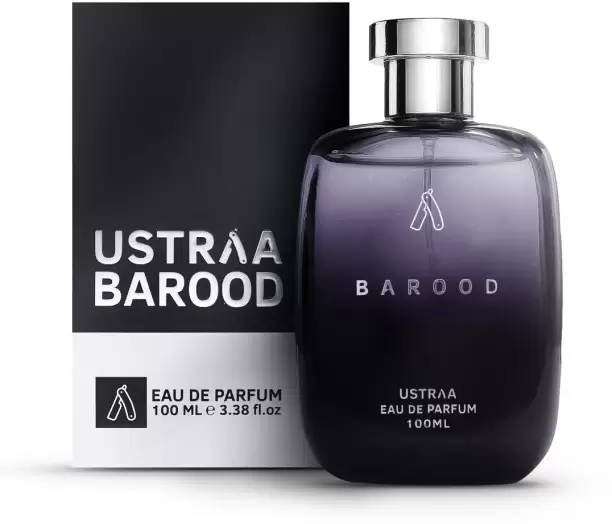 USTRAA
BAROOD
EAU DE PARFUM
100 ML e 3.38 fl.oz
BAROOD
USTRAA
EAU DE PARFUM
100ML